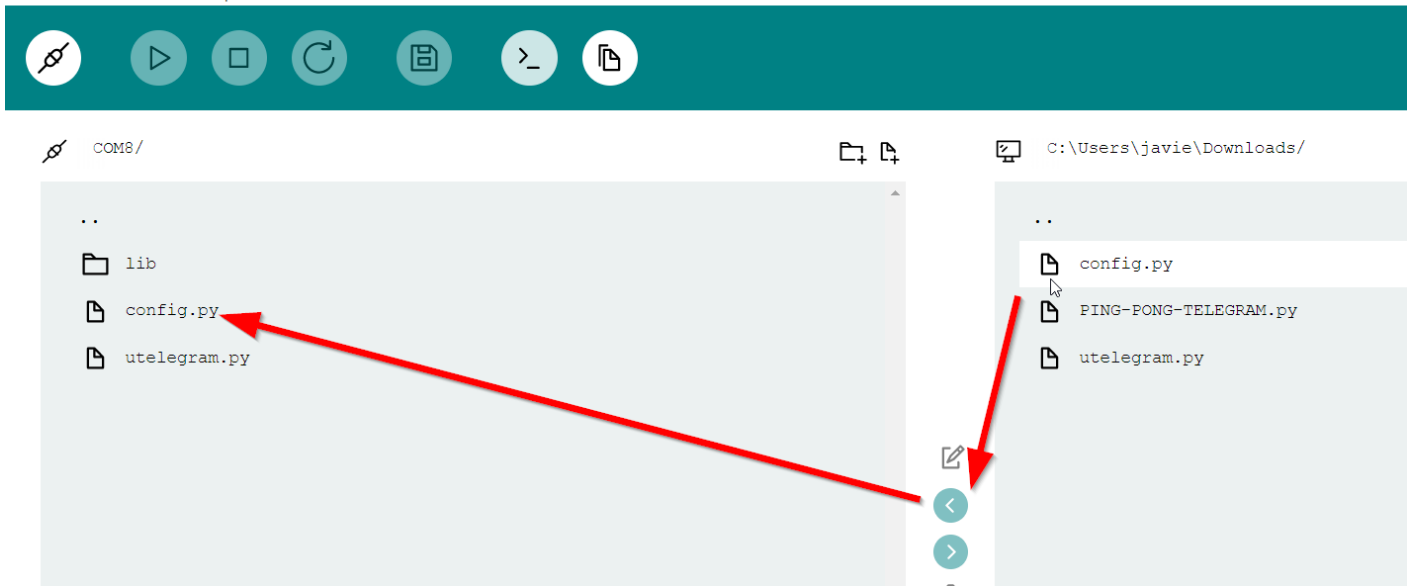 COM8/
..
lib
config.py
utelegram.py
C:\Users\javie\Downloads/
..
config.py
PING-PONG-TELEGRAM.py
utelegram.py